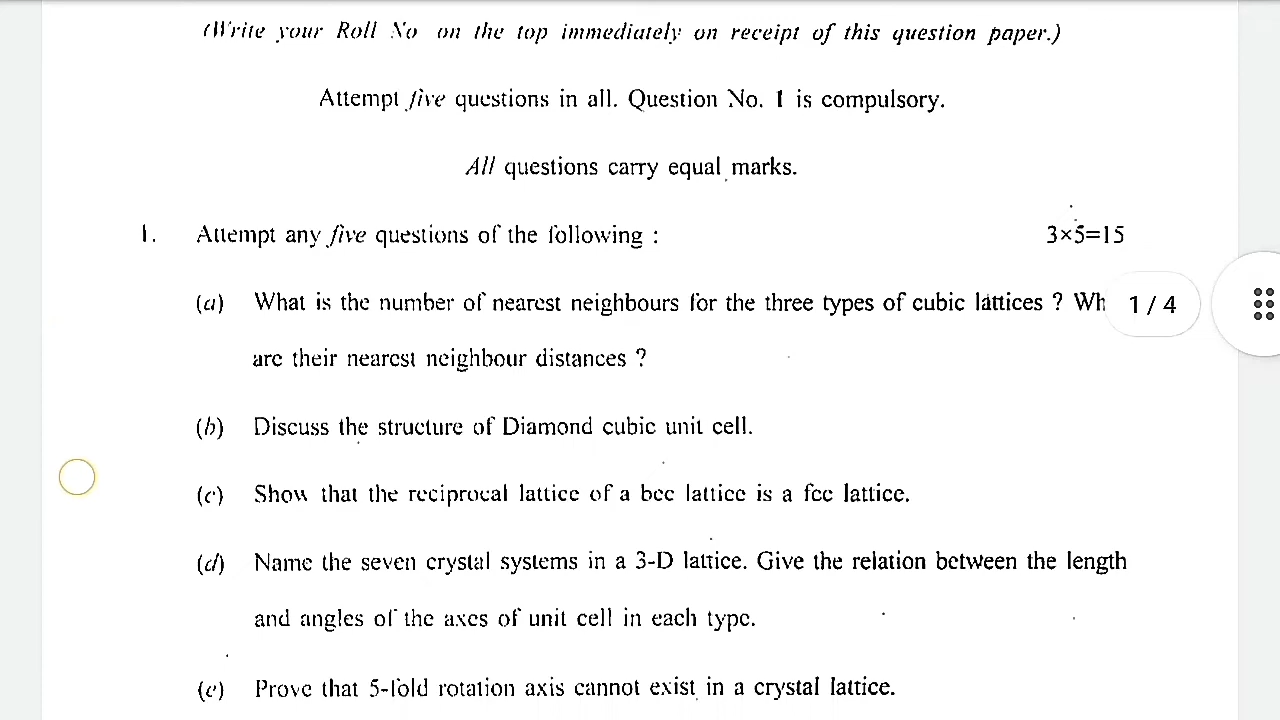 (Write your Roll No on the top immediately on receipt of this question paper.)
Attempt five questions in all. Question No. 1 is compulsory.
All questions carry equal marks.
1. Attempt any five questions of the following : 3×5=15
(a) What is the number of nearest neighbours for the three types of cubic lattices ? Wh
1 / 4
are their nearest neighbour distances ?
(b) Discuss the structure of Diamond cubic unit cell.
(c) Show that the reciprocal lattice of a bcc lattice is a fcc lattice.
(d) Name the seven crystal systems in a 3-D lattice. Give the relation between the length
and angles of the axes of unit cell in each type.
(e) Prove that 5-fold rotation axis cannot exist in a crystal lattice.